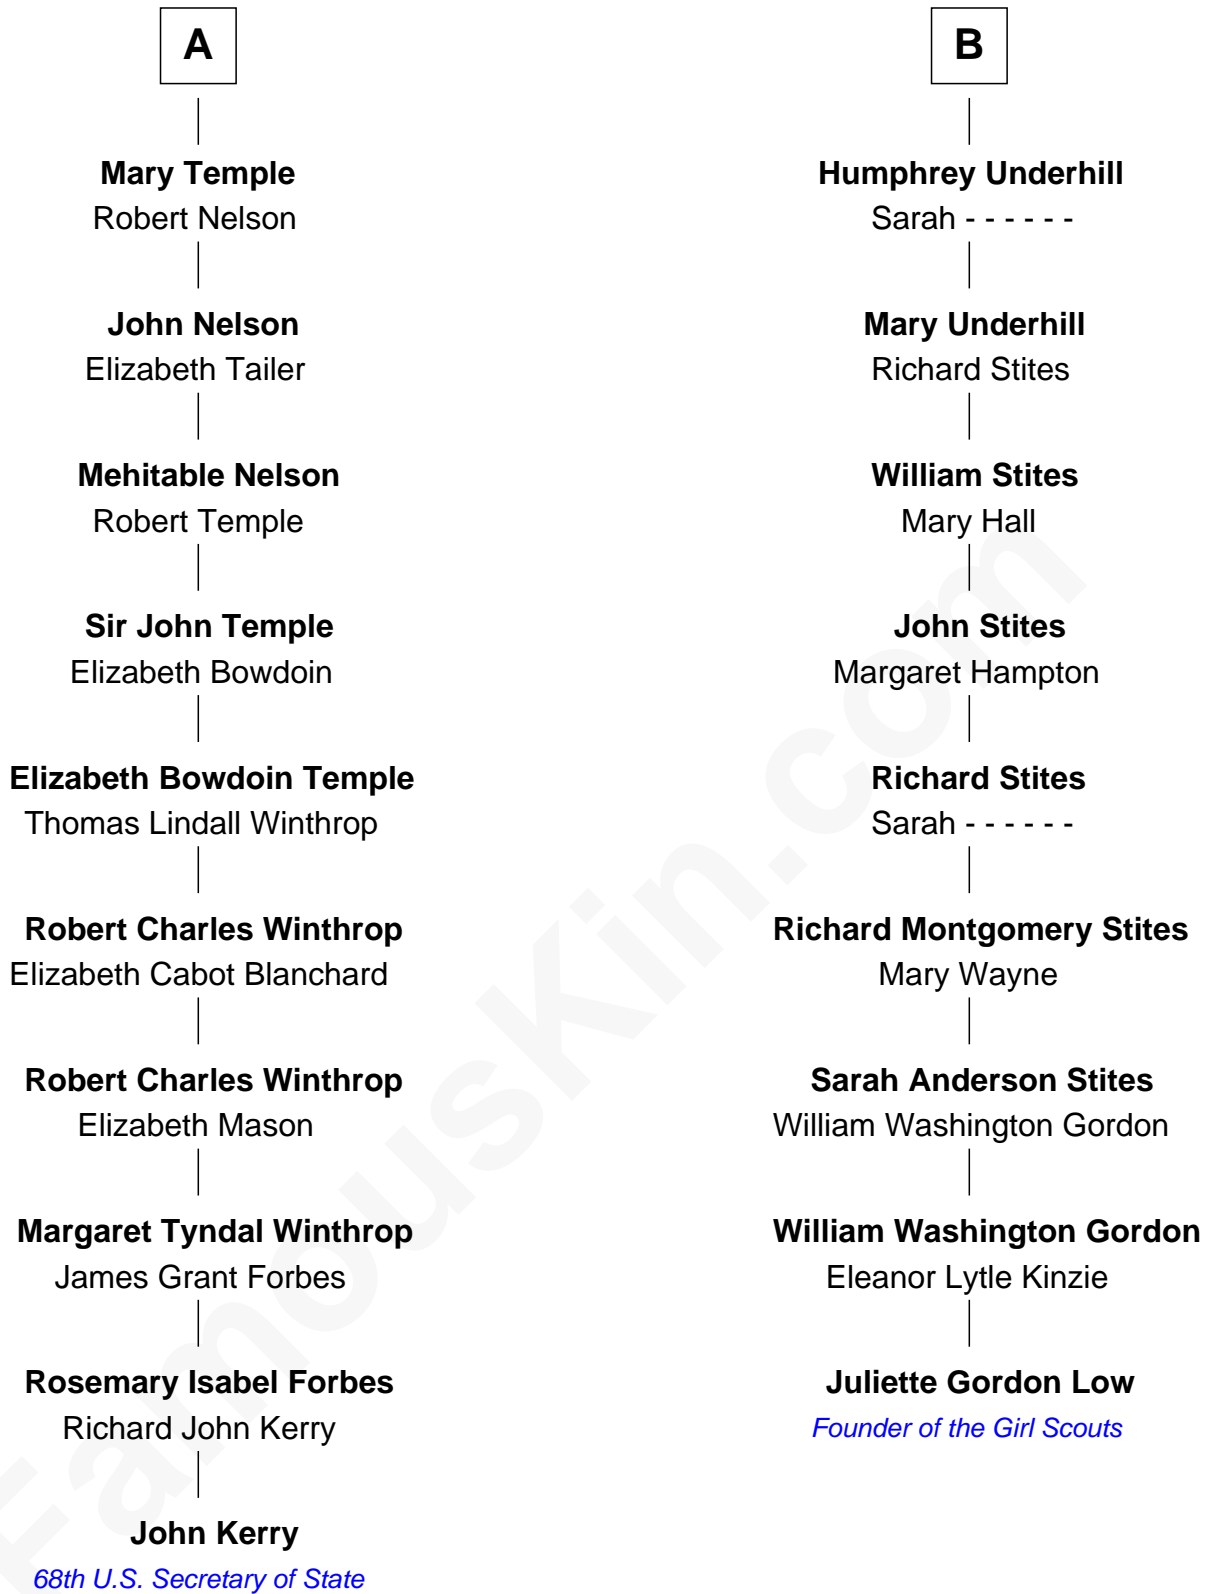 A
Mary Temple
Robert Nelson
John Nelson
Elizabeth Tailer
Mehitable Nelson
Robert Temple
Sir John Temple
Elizabeth Bowdoin
Elizabeth Bowdoin Temple
Thomas Lindall Winthrop
Robert Charles Winthrop
Elizabeth Cabot Blanchard
Robert Charles Winthrop
Elizabeth Mason
Margaret Tyndal Winthrop
James Grant Forbes
Rosemary Isabel Forbes
Richard John Kerry
John Kerry
68th U.S. Secretary of State
B
Humphrey Underhill
Sarah - - - - - -
Mary Underhill
Richard Stites
William Stites
Mary Hall
John Stites
Margaret Hampton
Richard Stites
Sarah - - - - - -
Richard Montgomery Stites
Mary Wayne
Sarah Anderson Stites
William Washington Gordon
William Washington Gordon
Eleanor Lytle Kinzie
Juliette Gordon Low
Founder of the Girl Scouts
FamousKin.com